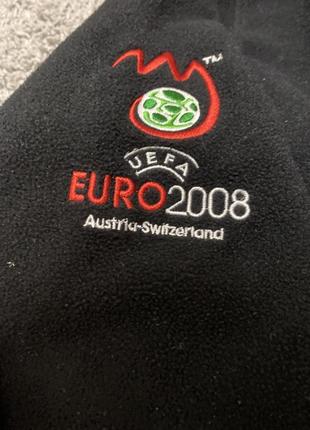 TM
UEFA
EURO2008
Austria-Switzerland